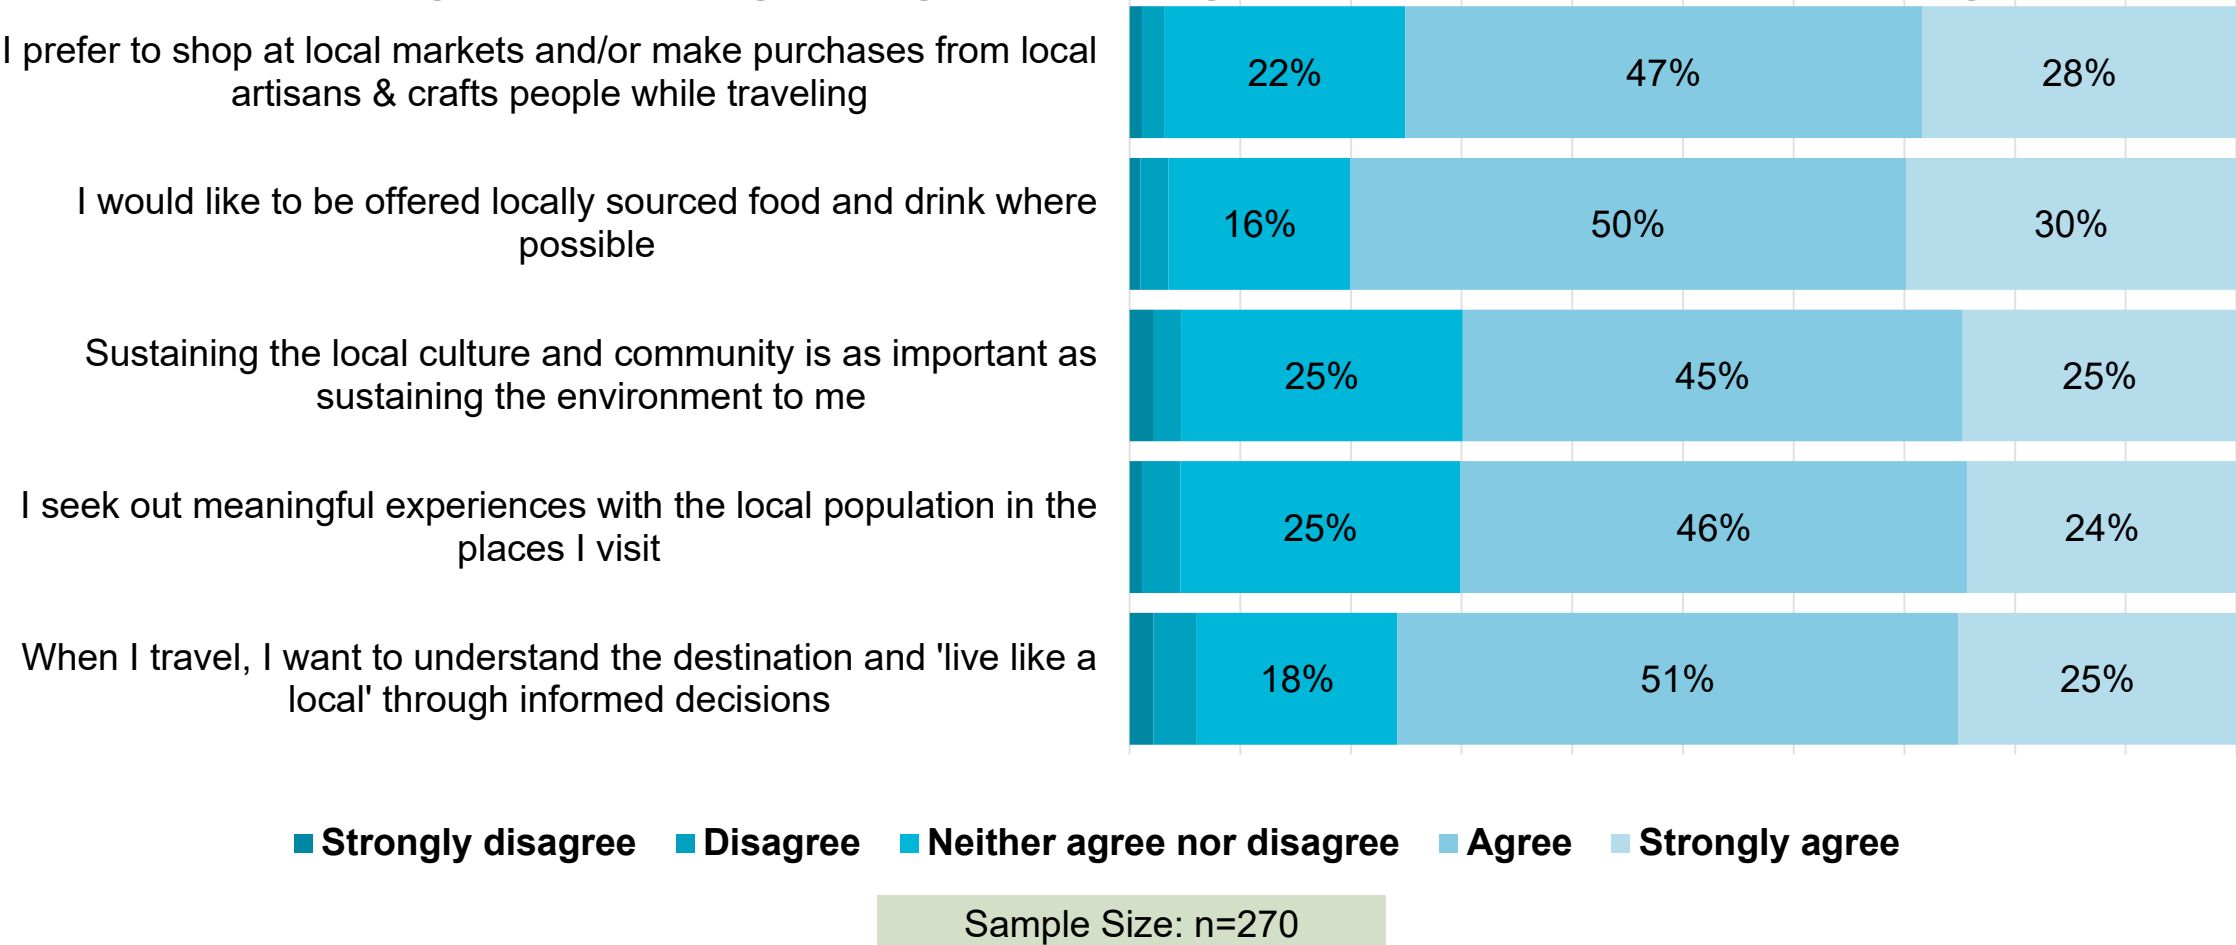 I prefer to shop at local markets and/or make purchases from local
artisans & crafts people while traveling
22% 47% 28%
I would like to be offered locally sourced food and drink where
possible
16% 50% 30%
Sustaining the local culture and community is as important as
sustaining the environment to me
25% 45% 25%
I seek out meaningful experiences with the local population in the
places I visit
25% 46% 24%
When I travel, I want to understand the destination and 'live like a
local' through informed decisions
18% 51% 25%
Strongly disagree Disagree Neither agree nor disagree Agree Strongly agree
Sample Size: n=270